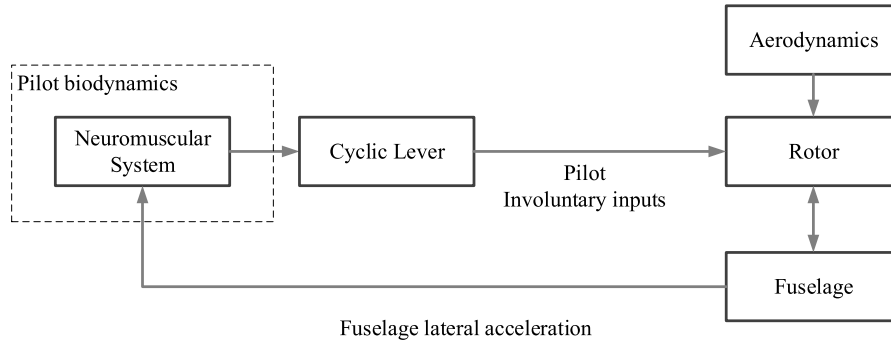 Aerodynamics
Pilot biodynamics
Neuromuscular
System
Cyclic Lever
Rotor
Pilot
Involuntary inputs
Fuselage
Fuselage lateral acceleration